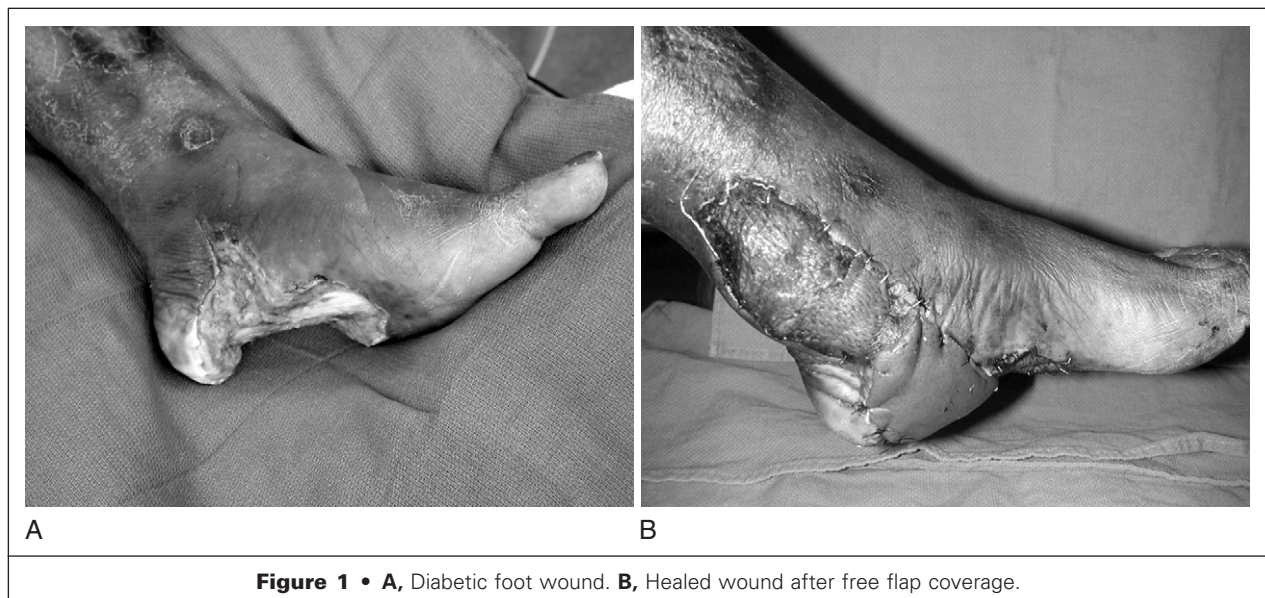 A
B
Figure 1 • A, Diabetic foot wound. B, Healed wound after free flap coverage.